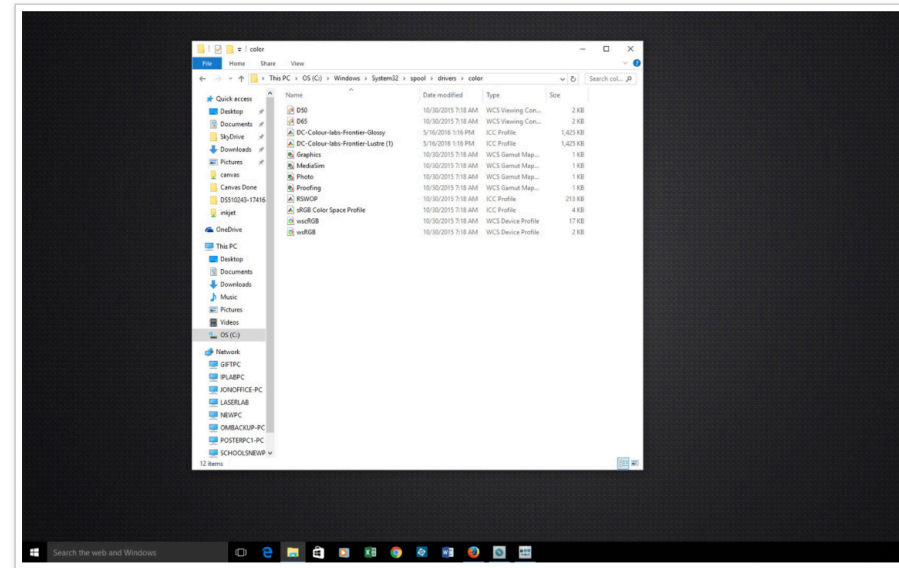 color
File Home Share View
This PC > OS (C:) > Windows > System32 > spool > drivers > color
Search col...
Name Date modified Type Size
Quick access
Desktop
Documents
SkyDrive
Downloads
Pictures
canvas
Canvas Done
DS510243-17416
inkjet
OneDrive
This PC
Desktop
Documents
Downloads
Music
Pictures
Videos
OS (C:)
Network
GIFTPC
IPLABPC
JONOFFICE-PC
LASERLAB
NEWPC
OMBACKUP-PC
POSTERPC1-PC
SCHOOLSNEWP
D50 10/30/2015 7:18 AM WCS Viewing Con... 2 KB
D65 10/30/2015 7:18 AM WCS Viewing Con... 2 KB
DC-Colour-labs-Frontier-Glossy 5/16/2016 1:16 PM ICC Profile 1,425 KB
DC-Colour-labs-Frontier-Lustre (1) 5/16/2016 1:16 PM ICC Profile 1,425 KB
Graphics 10/30/2015 7:18 AM WCS Gamut Map... 1 KB
MediaSim 10/30/2015 7:18 AM WCS Gamut Map... 1 KB
Photo 10/30/2015 7:18 AM WCS Gamut Map... 1 KB
Proofing 10/30/2015 7:18 AM WCS Gamut Map... 1 KB
RSWOP 10/30/2015 7:18 AM ICC Profile 213 KB
sRGB Color Space Profile 10/30/2015 7:18 AM ICC Profile 4 KB
wscRGB 10/30/2015 7:18 AM WCS Device Profile 17 KB
wsRGB 10/30/2015 7:18 AM WCS Device Profile 2 KB
12 items
Search the web and Windows